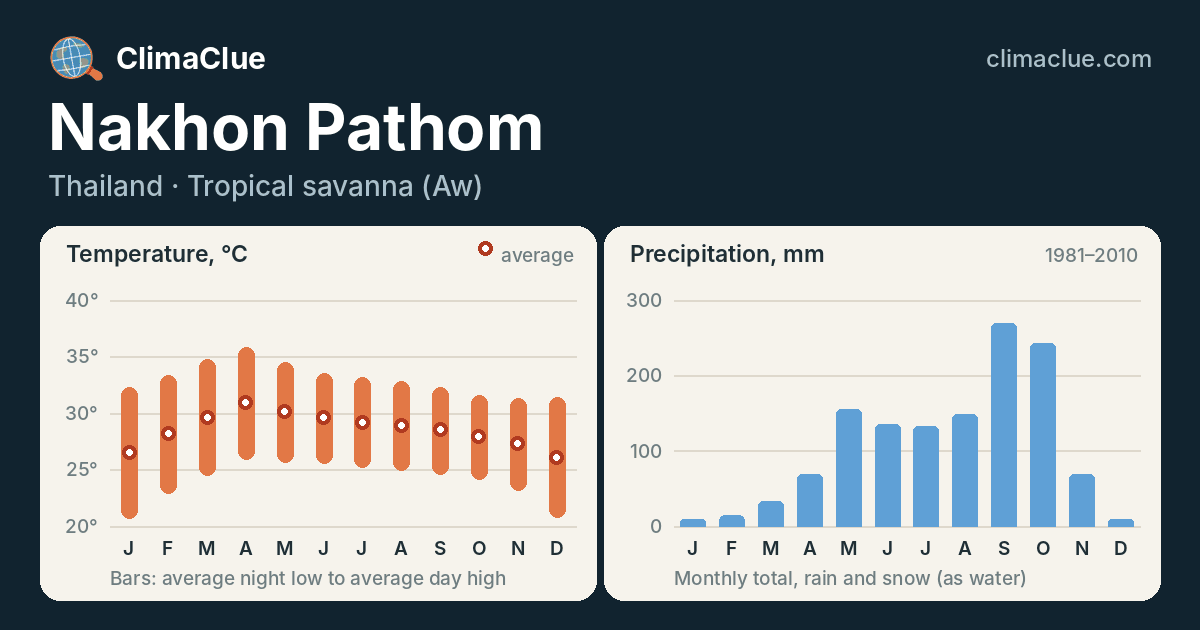 ClimaClue
climaclue.com
Nakhon Pathom
Thailand · Tropical savanna (Aw)
Temperature, °C
average
40°
35°
30°
25°
20°
J F M A M J J A S O N D
Bars: average night low to average day high
Precipitation, mm
1981–2010
300
200
100
0
J F M A M J J A S O N D
Monthly total, rain and snow (as water)